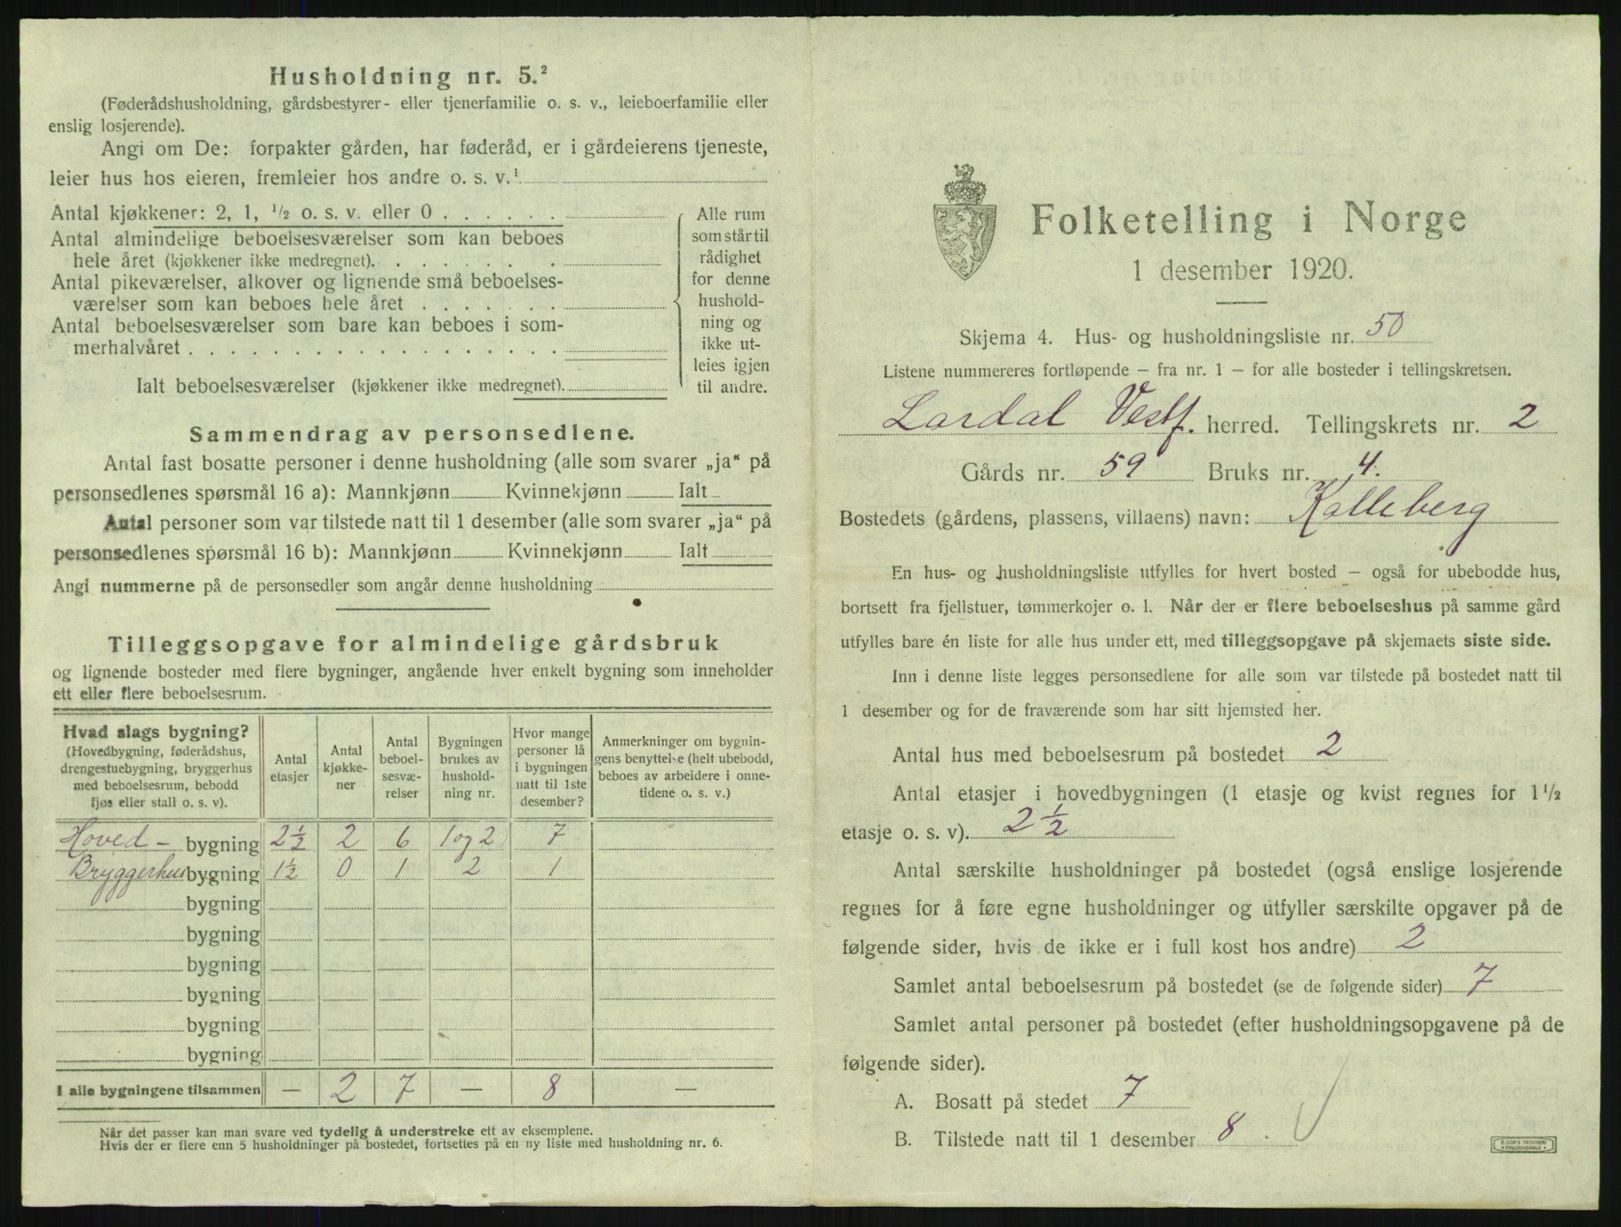 Husholdning nr. 5.²
(Føderådshusholdning, gårdsbestyrer- eller tjenerfamilie o. s. v., leieboerfamilie eller
enslig losjerende).
Angi om De: forpakter gården, har føderåd, er i gårdeierens tjeneste,
leier hus hos eieren, fremleier hos andre o. s. v.¹
Antal kjøkkener: 2, 1, ½ o. s. v. eller 0 . . . . . .
Antal almindelige beboelsesværelser som kan beboes
hele året (kjøkkener ikke medregnet). . . . . . . .
Antal pikeværelser, alkover og lignende små beboelses-
værelser som kan beboes hele året . . . . . . .
Antal beboelsesværelser som bare kan beboes i som-
merhalvåret . . . . . . . . . . . . . . . . . .
Ialt beboelsesværelser (kjøkkener ikke medregnet).
Alle rum
som står til
rådighet
for denne
hushold-
ning og
ikke ut-
leies igjen
til andre.
Sammendrag av personsedlene.
Antal fast bosatte personer i denne husholdning (alle som svarer „ja“ på
personsedlenes spørsmål 16 a): Mannkjønn Kvinnekjønn Ialt
Antal personer som var tilstede natt til 1 desember (alle som svarer „ja“ på
personsedlenes spørsmål 16 b): Mannkjønn Kvinnekjønn Ialt
Angi nummerne på de personsedler som angår denne husholdning
Tilleggsopgave for almindelige gårdsbruk
og lignende bosteder med flere bygninger, angående hver enkelt bygning som inneholder
ett eller flere beboelsesrum.
Hvad slags bygning?
(Hovedbygning, føderådshus,
drengestuebygning, bryggerhus
med beboelsesrum, bebodd
fjøs eller stall o. s. v).
Antal
etasjer
Antal
kjøkke-
ner
Antal
beboel-
sesvæ-
relser
Bygningen
brukes av
hushold-
ning nr.
Hvor mange
personer lå
i bygningen
natt til 1ste
desember?
Anmerkninger om bygnin-
gens benyttelse (helt ubebodd,
beboes av arbeidere i onne-
tidene o. s. v.)
Hoved- bygning 2½ 2 6 1 og 2 7
Bryggerhus bygning 1½ 0 1 2 1
bygning
bygning
bygning
bygning
bygning
bygning
I alle bygningene tilsammen — 2 7 — 8 —
Når det passer kan man svare ved tydelig å understreke ett av eksemplene.
Hvis der er flere enn 5 husholdninger på bostedet, fortsettes på en ny liste med husholdning nr. 6.
Folketelling i Norge
1 desember 1920.
Skjema 4. Hus- og husholdningsliste nr. 50
Listene nummereres fortløpende – fra nr. 1 – for alle bosteder i tellingskretsen.
Lardal Vestf. herred. Tellingskrets nr. 2
Gårds nr. 59 Bruks nr. 4.
Bostedets (gårdens, plassens, villaens) navn: Kalleberg
En hus- og husholdningsliste utfylles for hvert bosted – også for ubebodde hus,
bortsett fra fjellstuer, tømmerkojer o. l. Når der er flere beboelseshus på samme gård
utfylles bare én liste for alle hus under ett, med tilleggsopgave på skjemaets siste side.
Inn i denne liste legges personsedlene for alle som var tilstede på bostedet natt til
1 desember og for de fraværende som har sitt hjemsted her.
Antal hus med beboelsesrum på bostedet 2
Antal etasjer i hovedbygningen (1 etasje og kvist regnes for 1½
etasje o. s. v). 2½
Antal særskilte husholdninger på bostedet (også enslige losjerende
regnes for å føre egne husholdninger og utfyller særskilte opgaver på de
følgende sider, hvis de ikke er i full kost hos andre) 2
Samlet antal beboelsesrum på bostedet (se de følgende sider) 7
Samlet antal personer på bostedet (efter husholdningsopgavene på de
følgende sider).
A. Bosatt på stedet 7
B. Tilstede natt til 1 desember 8